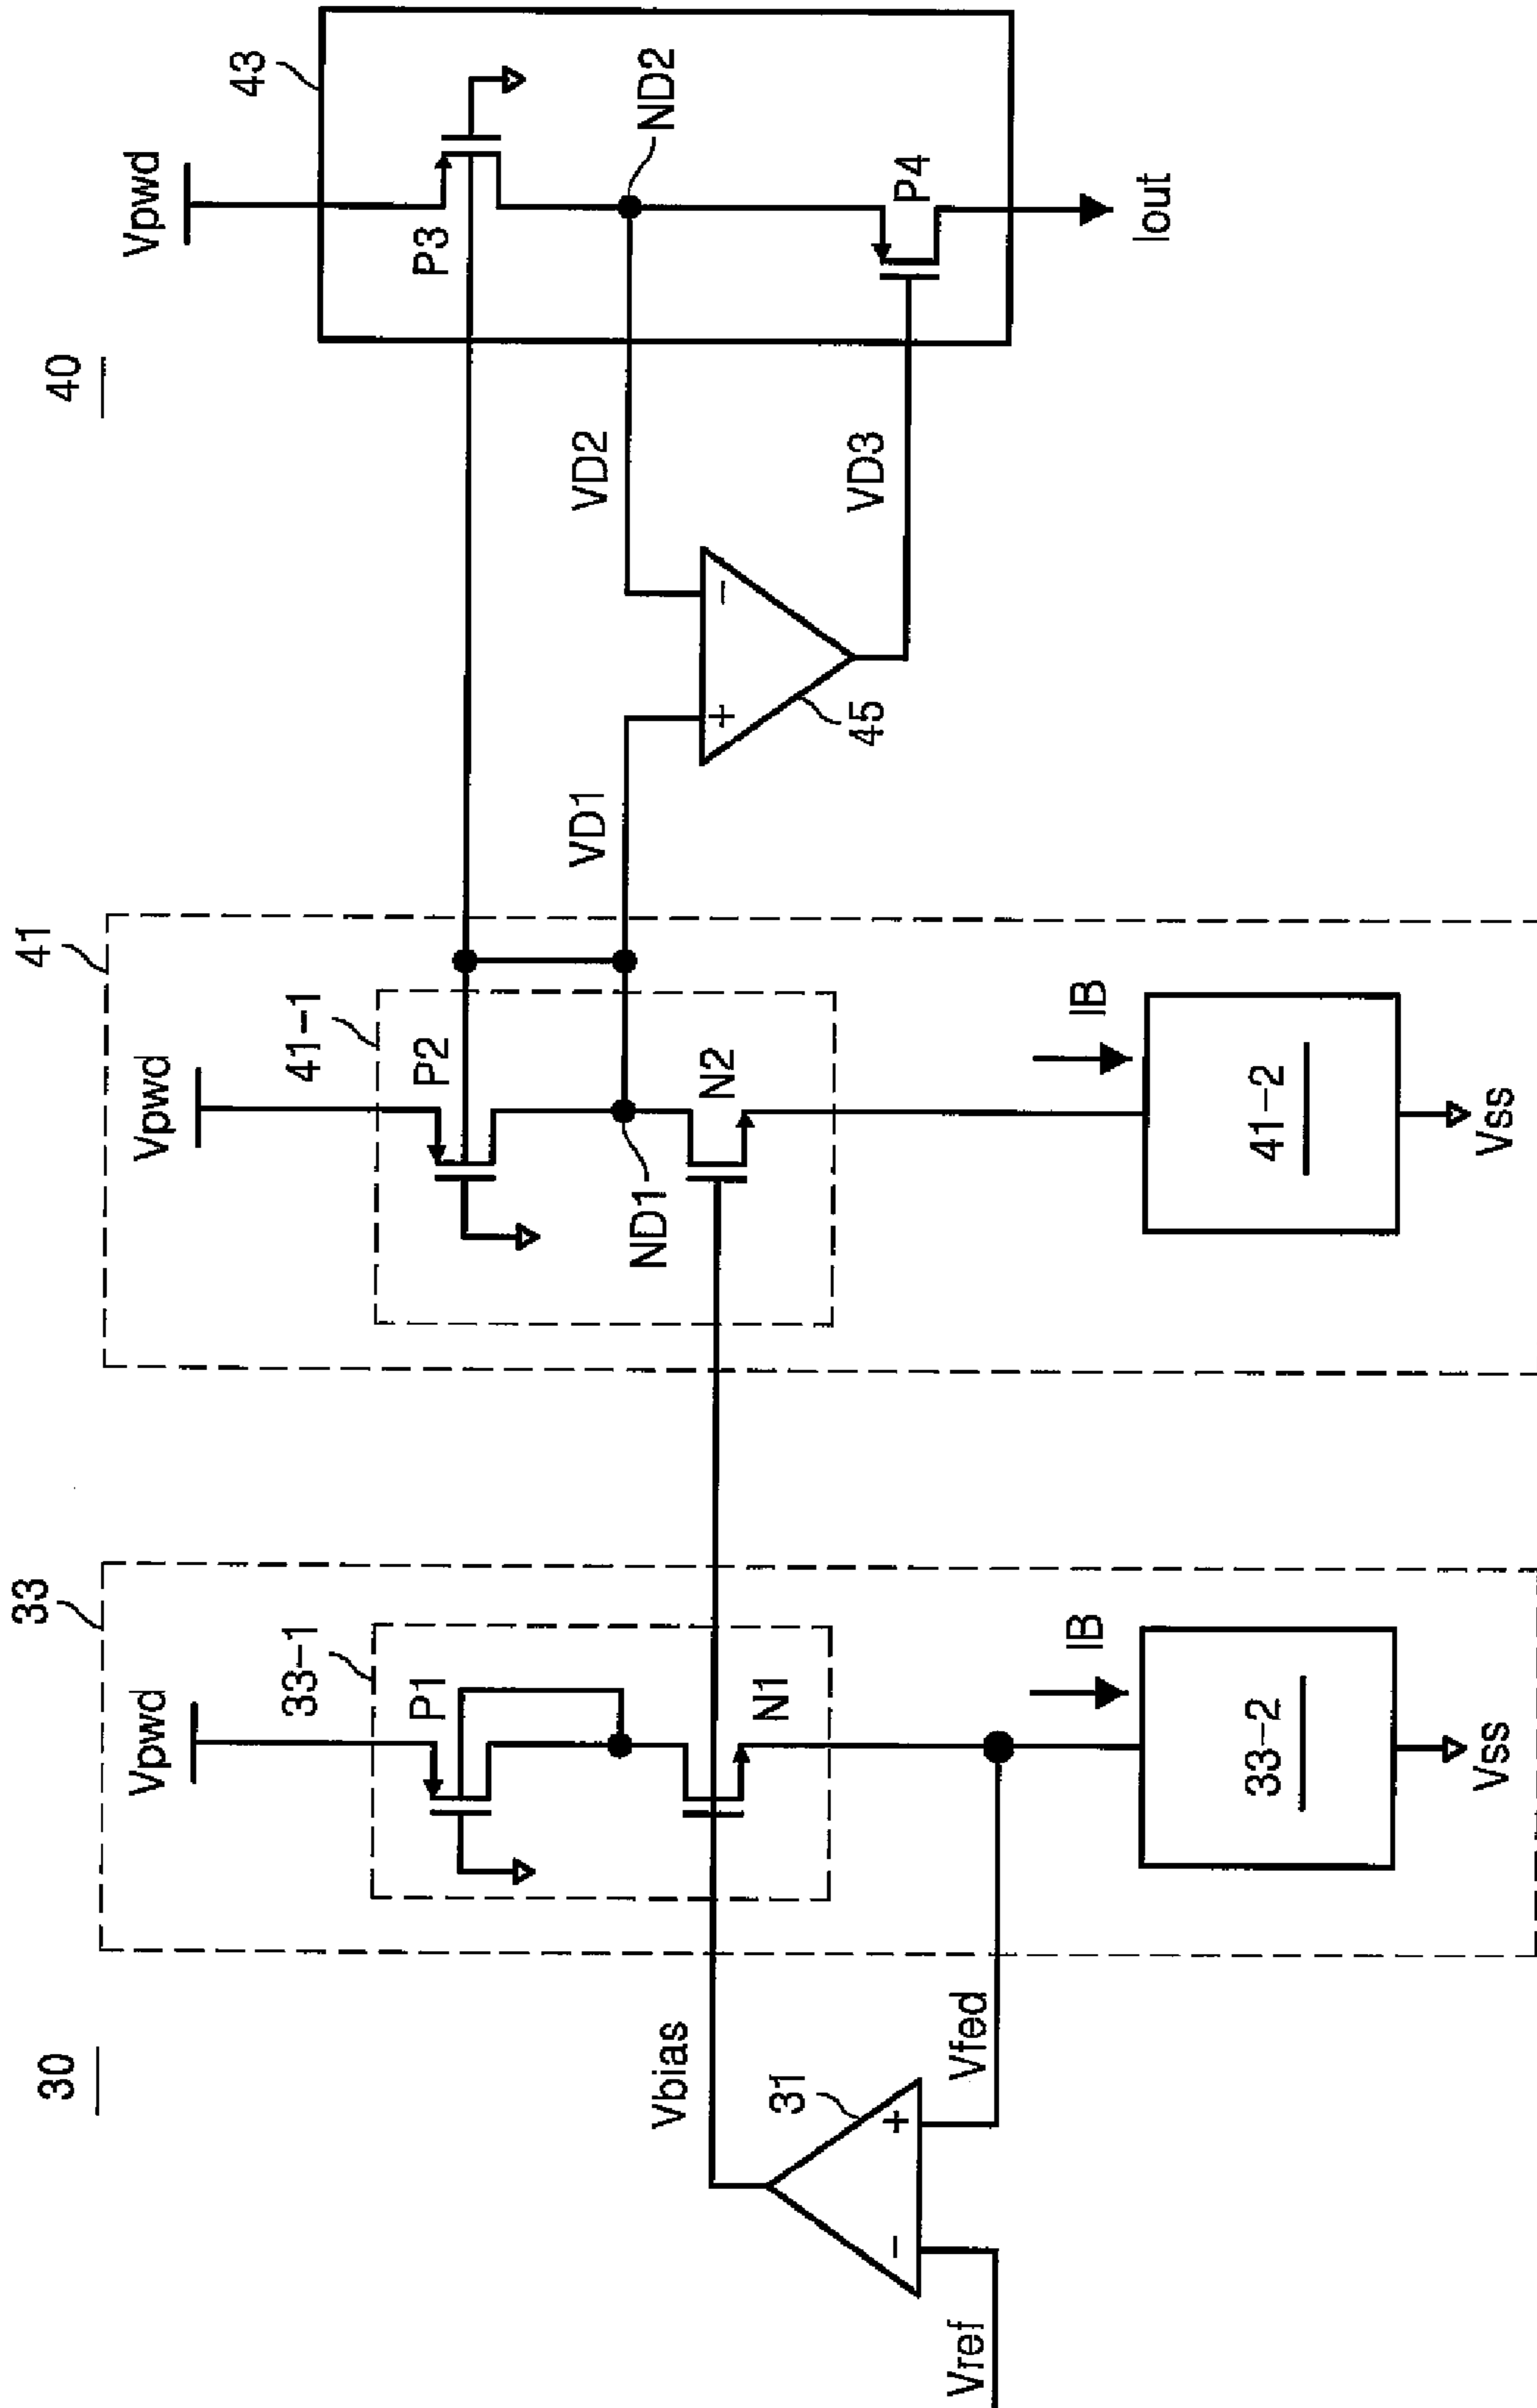 30
40
33
41
43
Vpwd
Vpwd
Vpwd
33-1
41-1
P1
P2
P3
ND2
ND1
N1
N2
P4
VD1
VD2
VD3
+
-
45
Vbias
31
-
+
Vref
Vfed
IB
IB
33-2
41-2
Vss
Vss
Iout